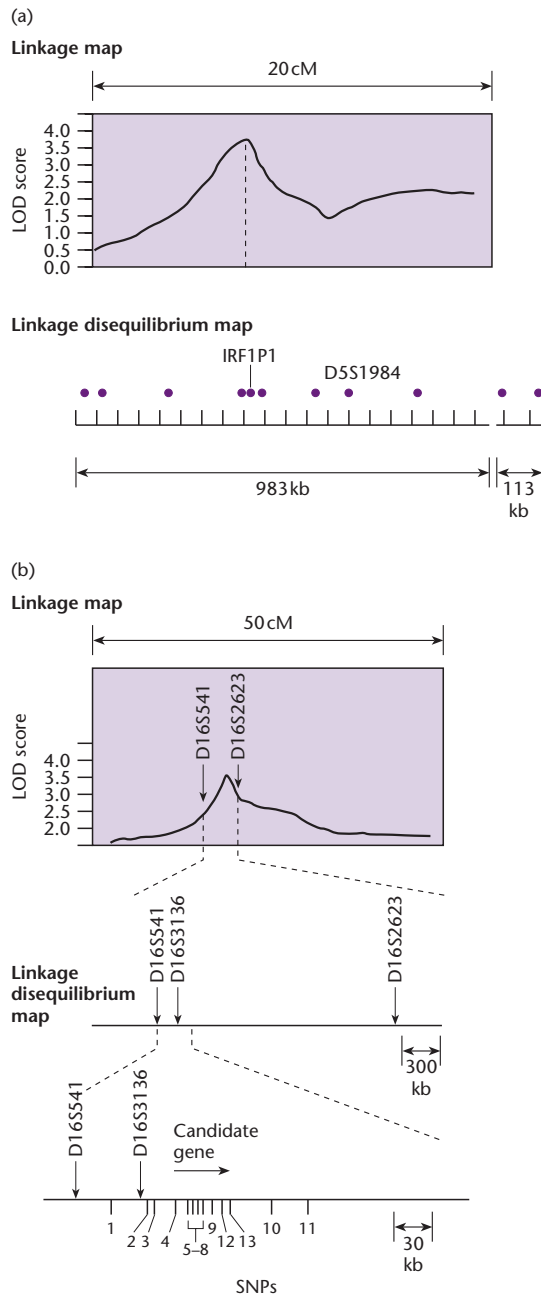 (a)
Linkage map
20 cM
LOD score
4.0
3.5
3.0
2.5
2.0
1.5
1.0
0.5
0.0
Linkage disequilibrium map
IRF1P1
D5S1984
983 kb
113
kb
(b)
Linkage map
50 cM
LOD score
4.0
3.5
3.0
2.5
2.0
D16S541
D16S2623
Linkage
disequilibrium
map
D16S541
D16S3136
D16S2623
300
kb
D16S541
D16S3136
Candidate
gene
1
2 3
4
5–8
9
12
13
10
11
30
kb
SNPs